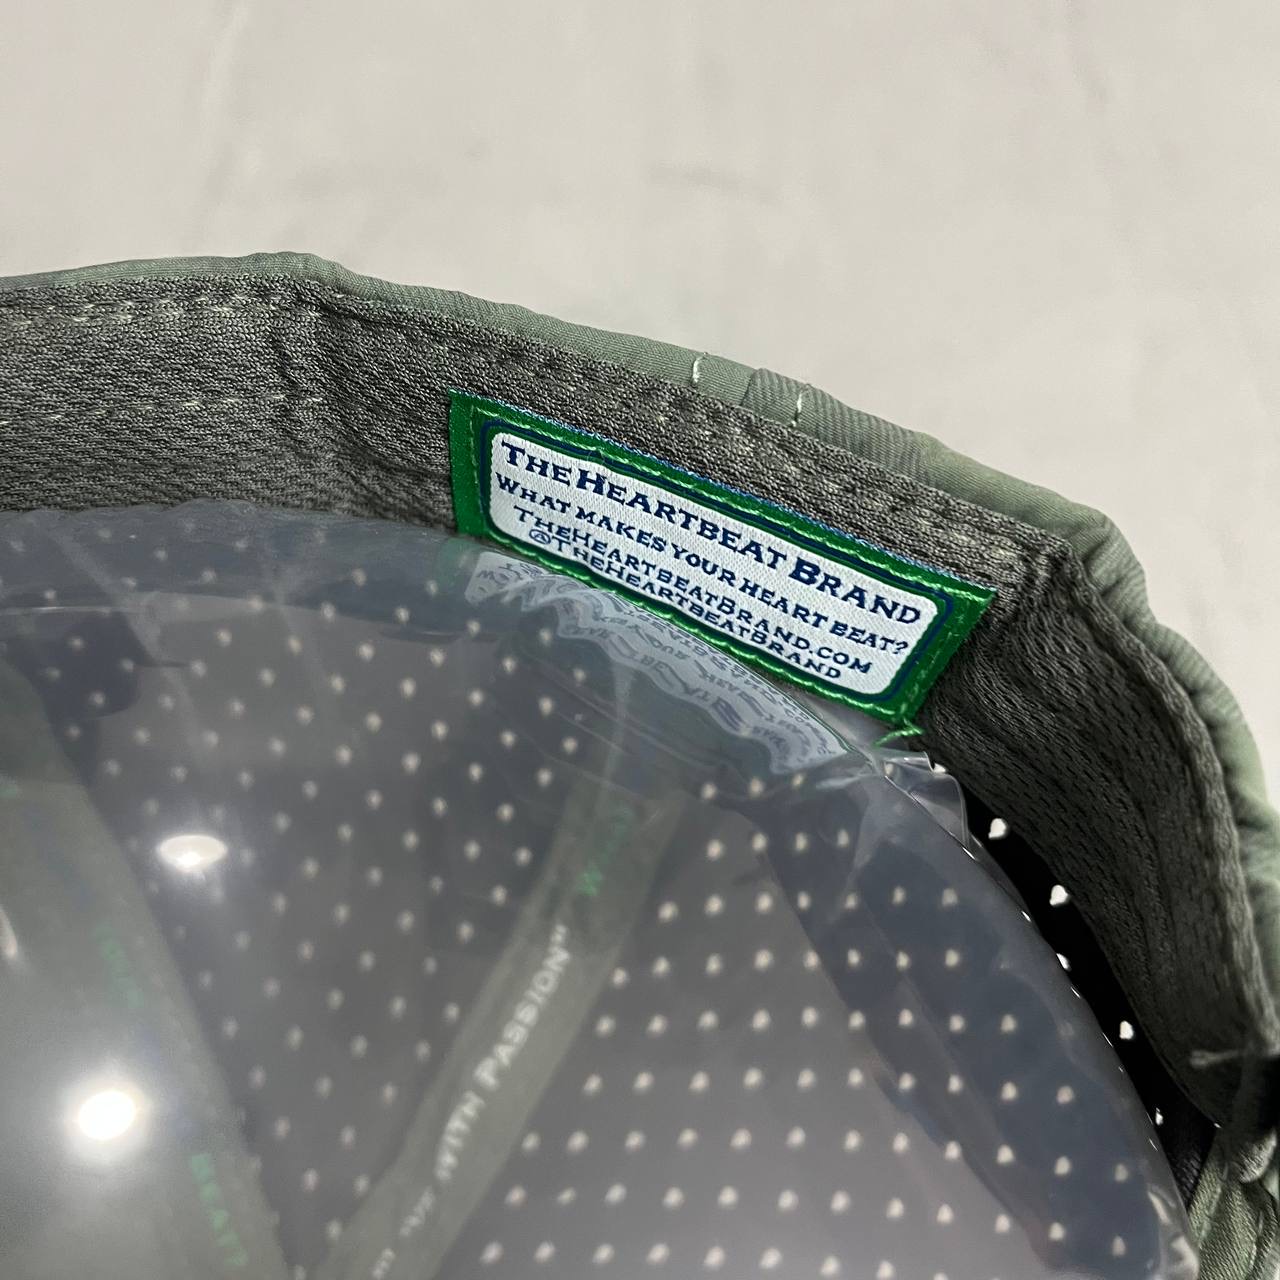 The Heartbeat Brand
What makes your heart beat?
TheHeartbeatBrand.com
@TheHeartbeatBrand
with Passion"